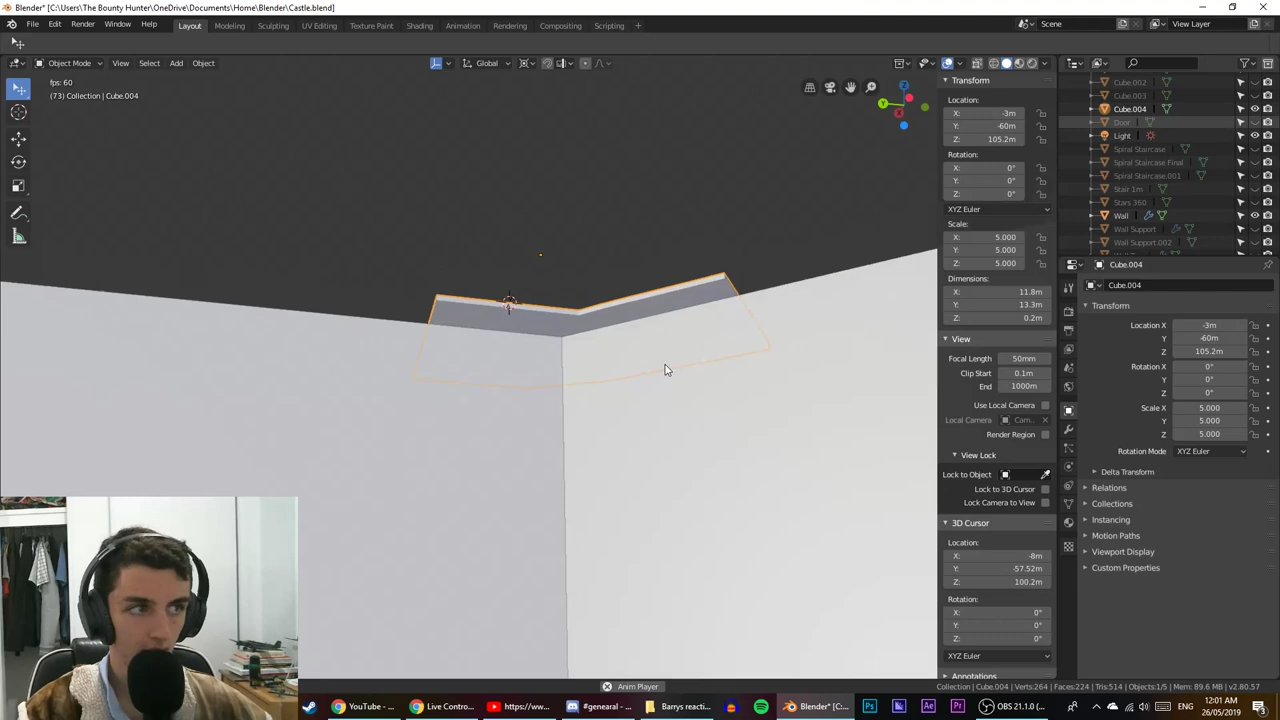 Blender* [C:\Users\The Bounty Hunter\OneDrive\Documents\Home\Blender\Castle.blend]
File Edit Render Window Help Layout Modeling Sculpting UV Editing Texture Paint Shading Animation Rendering Compositing Scripting + Scene View Layer
Object Mode View Select Add Object Global
fps: 60
(73) Collection | Cube.004
Transform
Location:
X: -3m
Y: -60m
Z: 105.2m
Rotation:
X: 0°
Y: 0°
Z: 0°
XYZ Euler
Scale:
X: 5.000
Y: 5.000
Z: 5.000
Dimensions:
X: 11.8m
Y: 13.3m
Z: 0.2m
View
Focal Length 50mm
Clip Start 0.1m
End 1000m
Use Local Camera
Local Camera Cam...
Render Region
View Lock
Lock to Object
Lock to 3D Cursor
Lock Camera to View
3D Cursor
Location:
X: -8m
Y: -57.52m
Z: 100.2m
Rotation:
X: 0°
Y: 0°
Z: 0°
XYZ Euler
Annotations
Cube.002
Cube.003
Cube.004
Door
Light
Spiral Staircase
Spiral Staircase Final
Spiral Staircase.001
Stair 1m
Stars 360
Wall
Wall Support
Wall Support.002
Cube.004
Cube.004
Transform
Location X -3m
Y -60m
Z 105.2m
Rotation X 0°
Y 0°
Z 0°
Scale X 5.000
Y 5.000
Z 5.000
Rotation Mode XYZ Euler
Delta Transform
Relations
Collections
Instancing
Motion Paths
Viewport Display
Custom Properties
Anim Player
Collection | Cube.004 | Verts:264 | Faces:224 | Tris:514 | Objects:1/5 | Mem: 89.6 MB | v2.80.57
YouTube - ... Live Contro... https://ww... #genearal - ... Barrys reacti... Blender* [C:... Ps Ae Pr OBS 21.1.0 (... 12:01 AM
26/05/2019